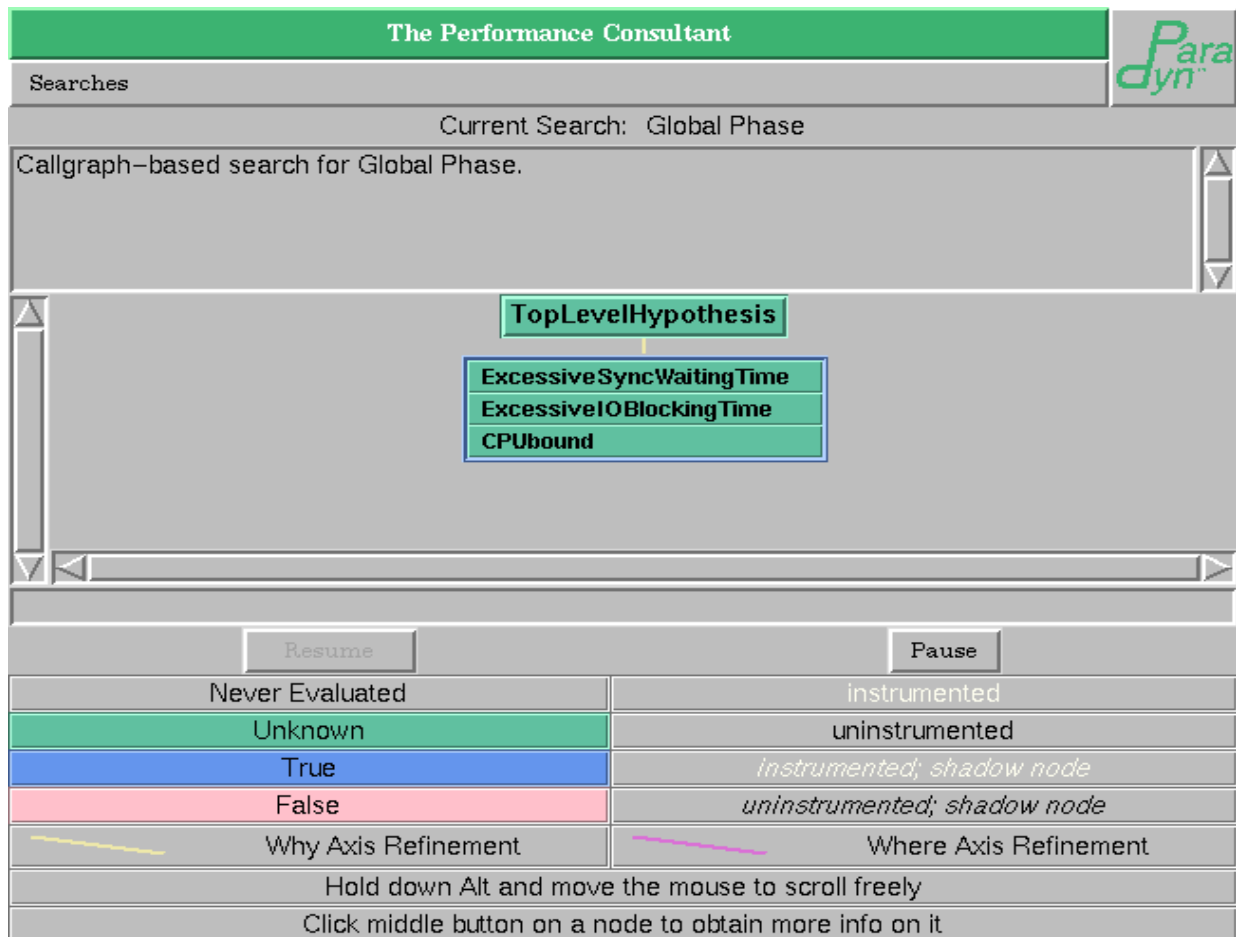 The Performance Consultant
Paradyn™
Searches
Current Search: Global Phase
Callgraph-based search for Global Phase.
TopLevelHypothesis
ExcessiveSyncWaitingTime
ExcessiveIOBlockingTime
CPUbound
Resume
Pause
Never Evaluated
instrumented
Unknown
uninstrumented
True
instrumented; shadow node
False
uninstrumented; shadow node
Why Axis Refinement
Where Axis Refinement
Hold down Alt and move the mouse to scroll freely
Click middle button on a node to obtain more info on it